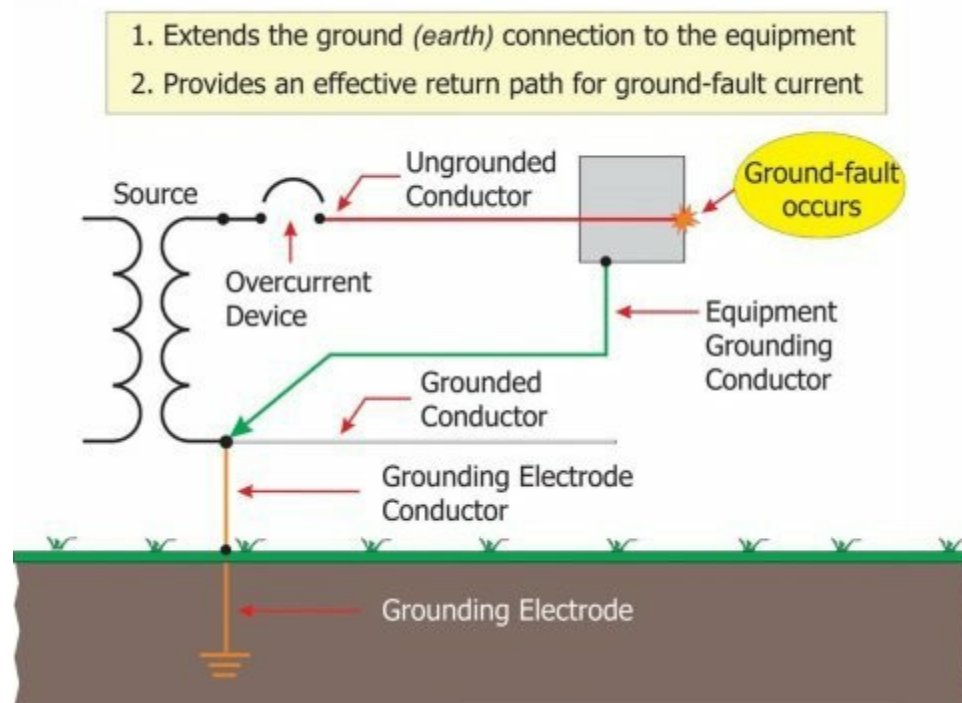 1. Extends the ground (earth) connection to the equipment
2. Provides an effective return path for ground-fault current
Source
Ungrounded
Conductor
Ground-fault
occurs
Overcurrent
Device
Equipment
Grounding
Conductor
Grounded
Conductor
Grounding Electrode
Conductor
Grounding Electrode